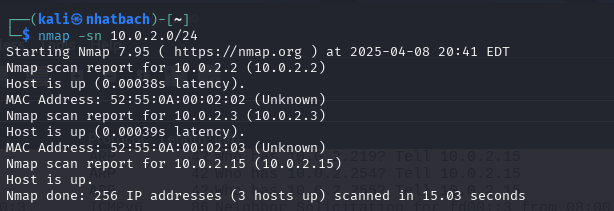 ┌──(kali㉿nhatbach)-[~]
└─$ nmap -sn 10.0.2.0/24
Starting Nmap 7.95 ( https://nmap.org ) at 2025-04-08 20:41 EDT
Nmap scan report for 10.0.2.2 (10.0.2.2)
Host is up (0.00038s latency).
MAC Address: 52:55:0A:00:02:02 (Unknown)
Nmap scan report for 10.0.2.3 (10.0.2.3)
Host is up (0.00039s latency).
MAC Address: 52:55:0A:00:02:03 (Unknown)
Nmap scan report for 10.0.2.15 (10.0.2.15)
Host is up.
Nmap done: 256 IP addresses (3 hosts up) scanned in 15.03 seconds